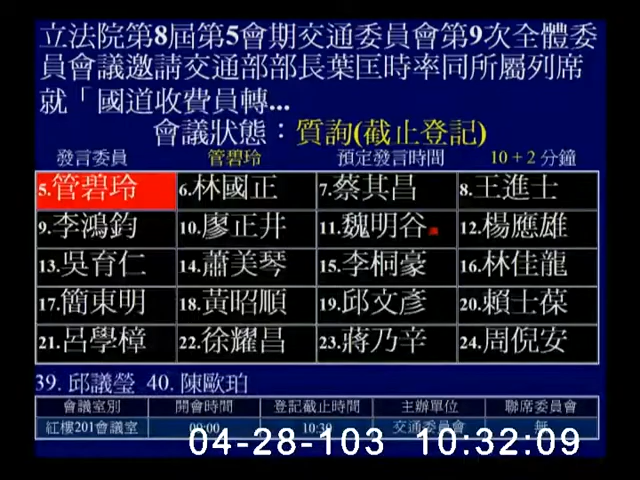 立法院第8屆第5會期交通委員會第9次全體委
員會議邀請交通部部長葉匡時率同所屬列席
就「國道收費員轉...
會議狀態：質詢(截止登記)
發言委員 管碧玲 預定發言時間 10+2 分鐘
5.管碧玲 6.林國正 7.蔡其昌 8.王進士
9.李鴻鈞 10.廖正井 11.魏明谷 12.楊應雄
13.吳育仁 14.蕭美琴 15.李桐豪 16.林佳龍
17.簡東明 18.黃昭順 19.邱文彥 20.賴士葆
21.呂學樟 22.徐耀昌 23.蔣乃辛 24.周倪安
39. 邱議瑩 40. 陳歐珀
會議室別 開會時間 登記截止時間 主辦單位 聯席委員會
紅樓201會議室 09:00 10:30 交通委員會 無
04-28-103 10:32:09